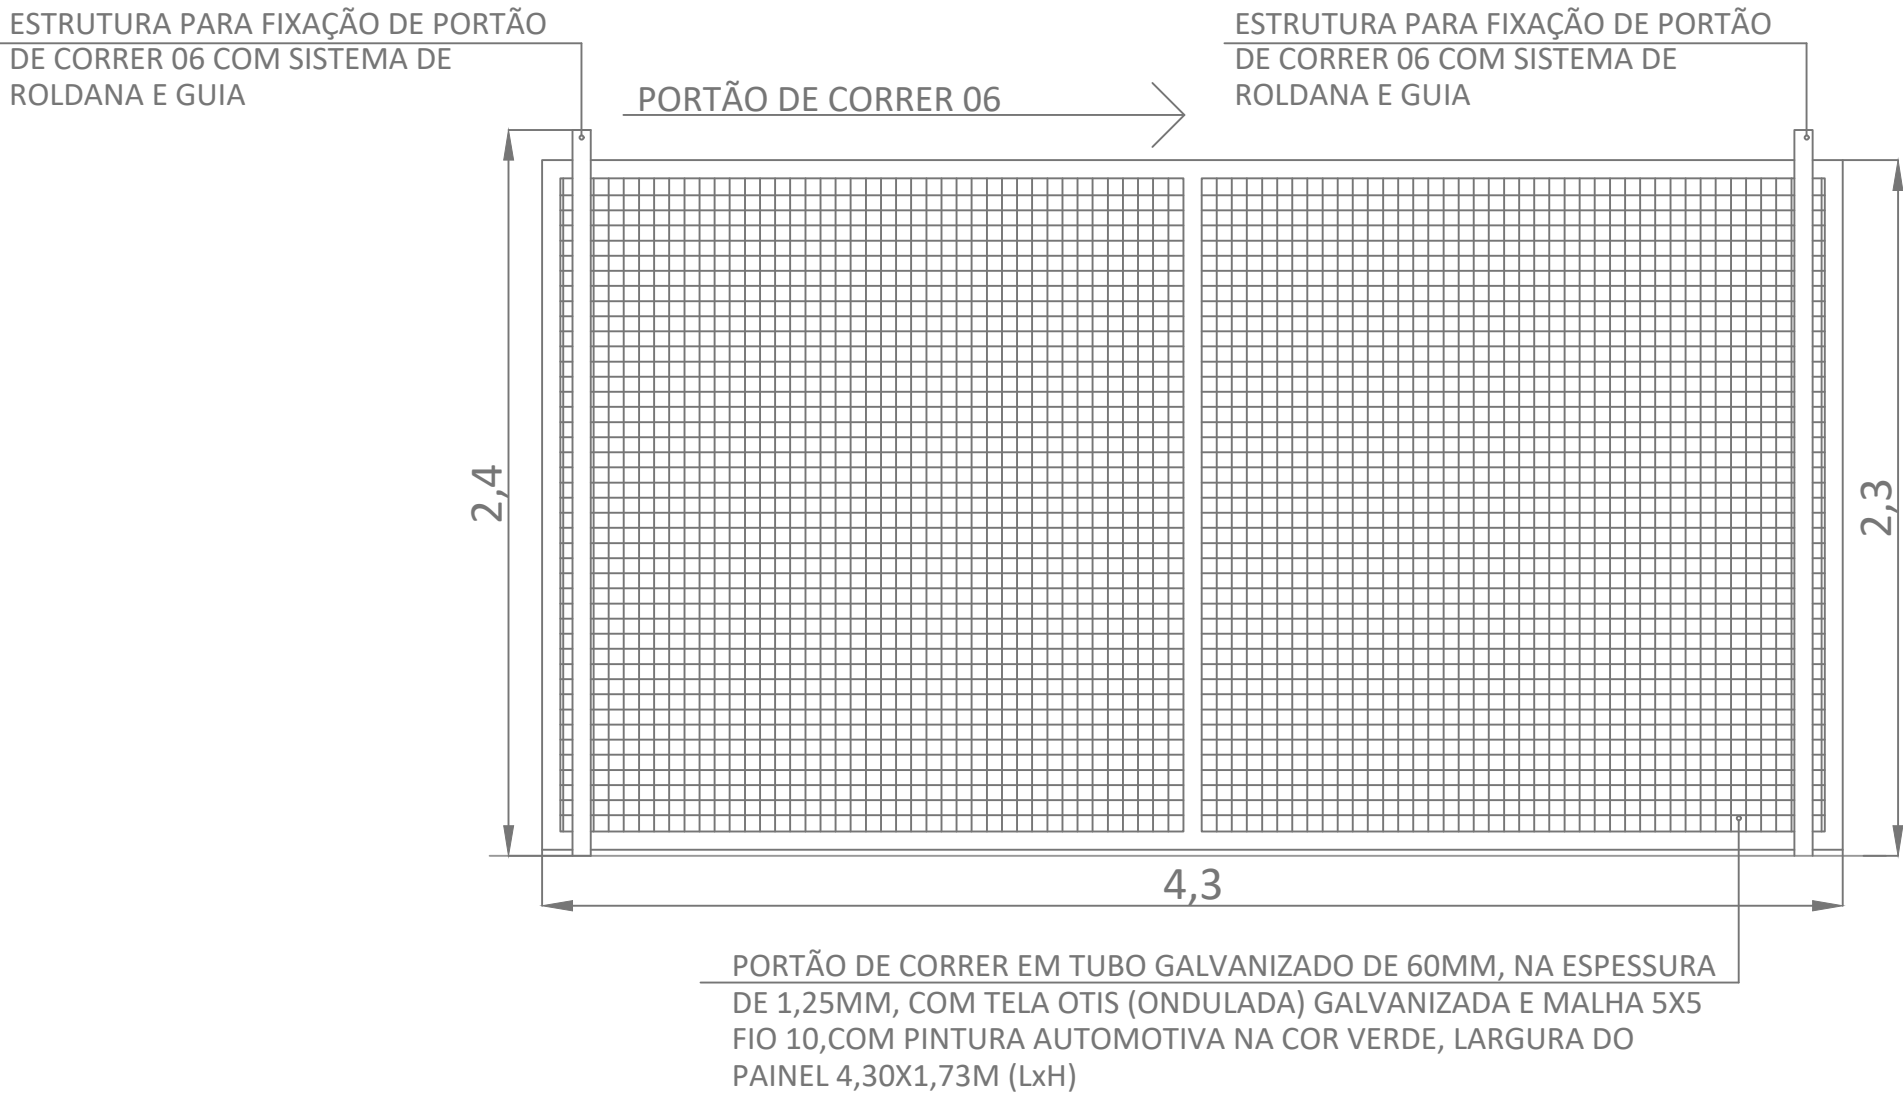 ESTRUTURA PARA FIXAÇÃO DE PORTÃO
DE CORRER 06 COM SISTEMA DE
ROLDANA E GUIA
PORTÃO DE CORRER 06
ESTRUTURA PARA FIXAÇÃO DE PORTÃO
DE CORRER 06 COM SISTEMA DE
ROLDANA E GUIA
2,4
2,3
4,3
PORTÃO DE CORRER EM TUBO GALVANIZADO DE 60MM, NA ESPESSURA
DE 1,25MM, COM TELA OTIS (ONDULADA) GALVANIZADA E MALHA 5X5
FIO 10,COM PINTURA AUTOMOTIVA NA COR VERDE, LARGURA DO
PAINEL 4,30X1,73M (LxH)